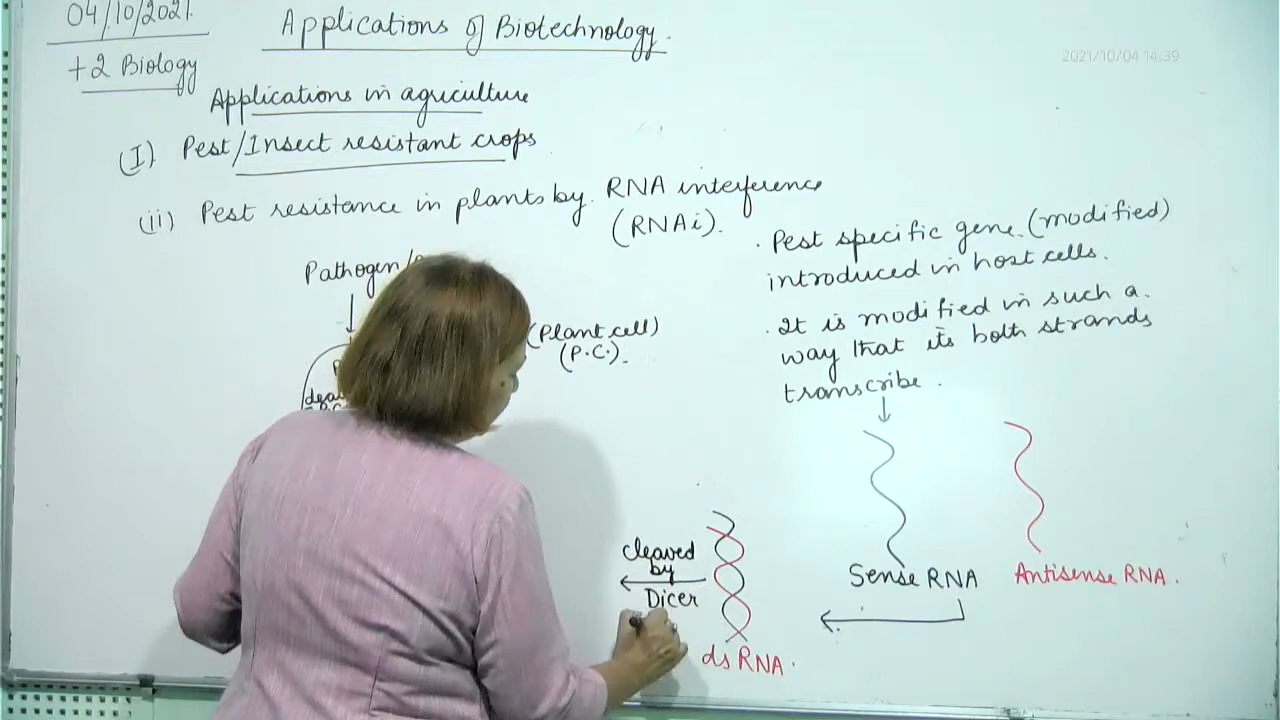 04/10/2021.
Applications of Biotechnology.
2021/10/04 14:39
+2 Biology
Applications in agriculture
(I) Pest/Insect resistant crops
(ii) Pest resistance in plants by RNA interference
(RNAi).
Pathogen/
(Plant cell)
(P.C.).
. Pest specific gene (modified)
introduced in host cells.
. It is modified in such a
way that its both strands
transcribe.
Sense RNA
Antisense RNA.
cleaved
by
Dicer
dsRNA.